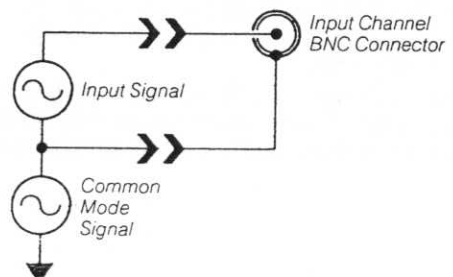 Input Channel
BNC Connector
Input Signal
Common
Mode
Signal